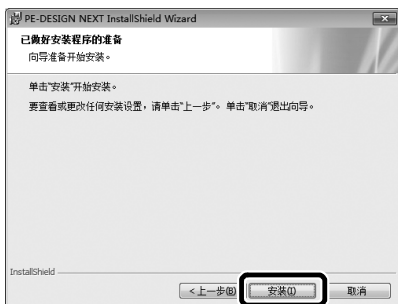 PE-DESIGN NEXT InstallShield Wizard
已做好安装程序的准备
向导准备开始安装。
单击“安装”开始安装。
要查看或更改任何安装设置，请单击“上一步”。单击“取消”退出向导。
InstallShield
<上一步(B) 安装(I) 取消